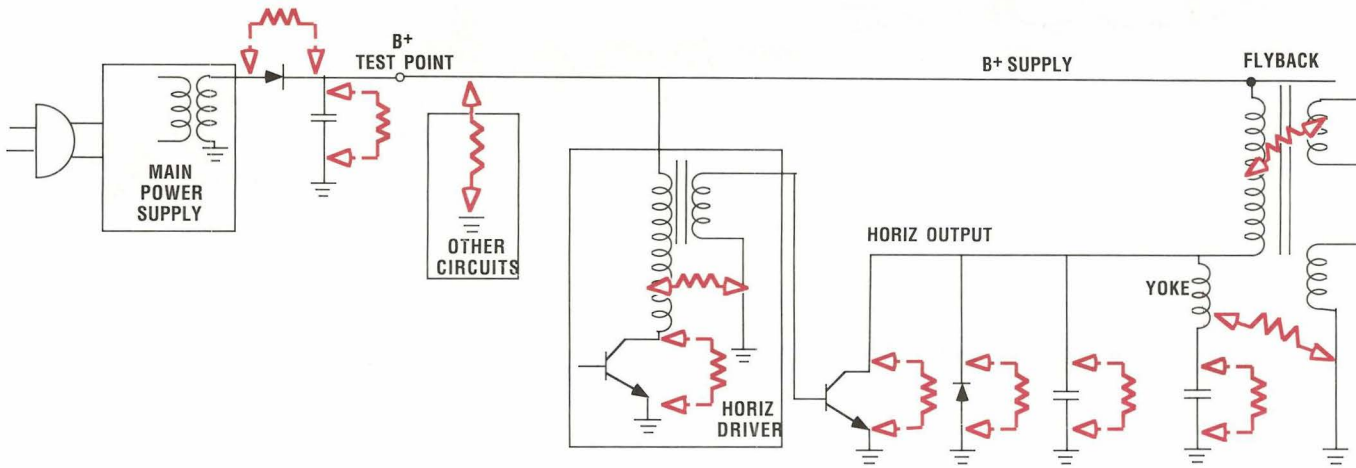 B+
TEST POINT
B+ SUPPLY
FLYBACK
MAIN
POWER
SUPPLY
OTHER
CIRCUITS
HORIZ OUTPUT
YOKE
HORIZ
DRIVER